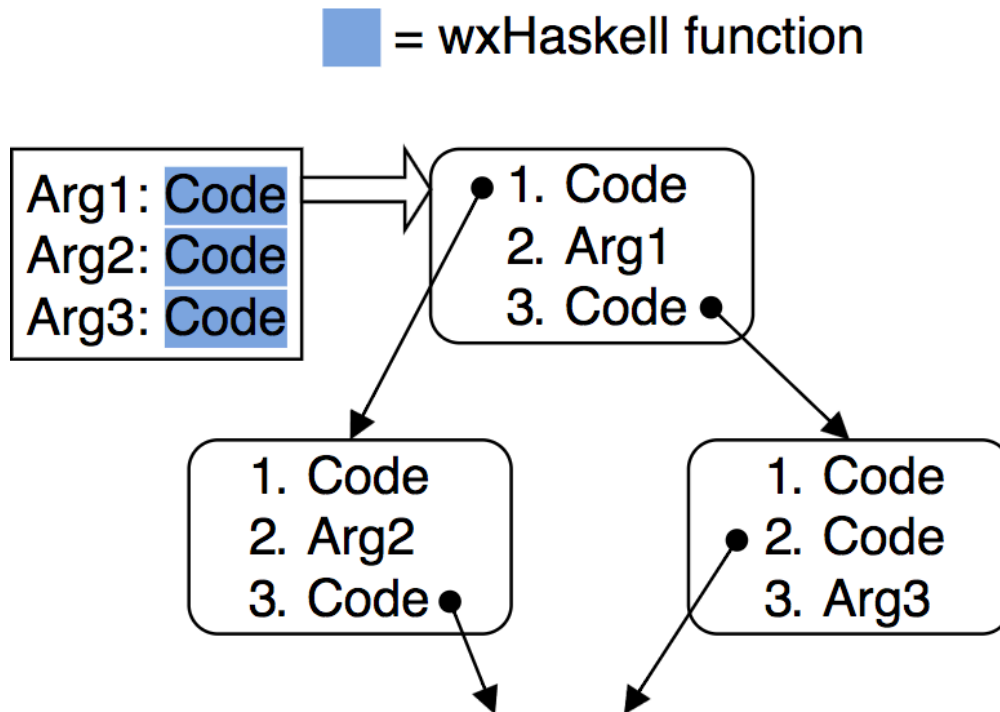 = wxHaskell function
Arg1: Code
Arg2: Code
Arg3: Code
1. Code
2. Arg1
3. Code
1. Code
2. Arg2
3. Code
1. Code
2. Code
3. Arg3